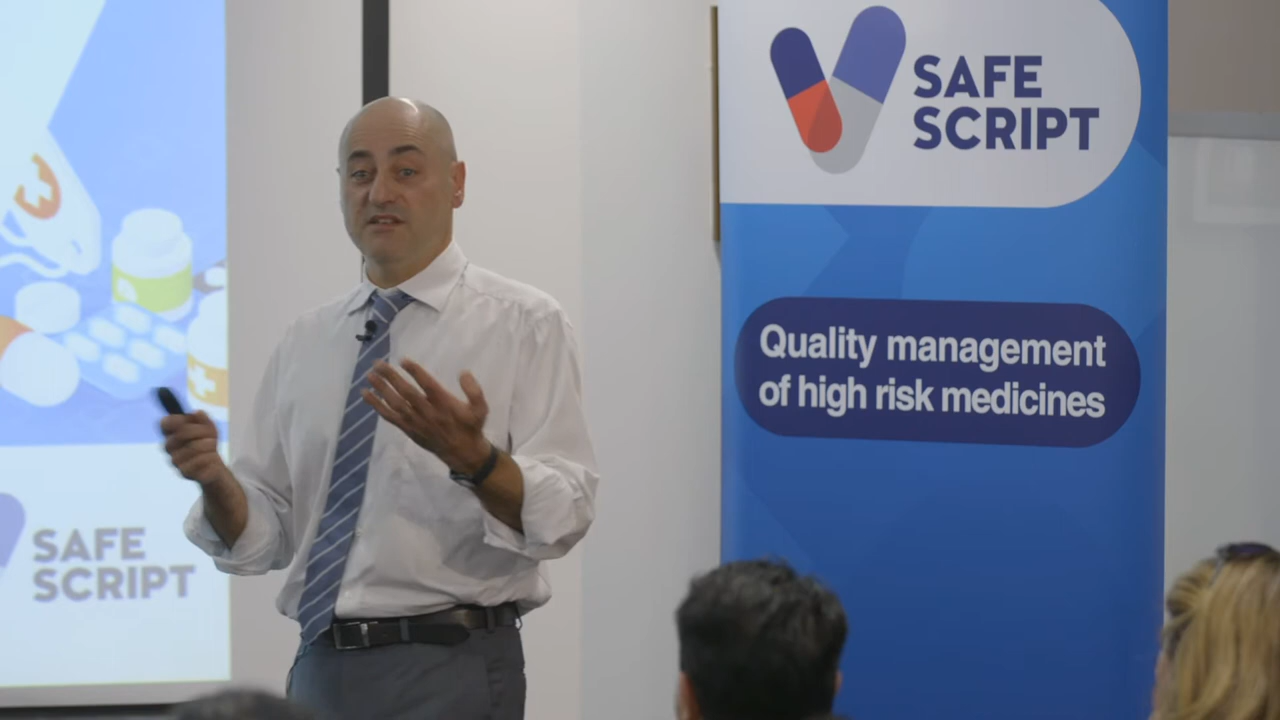 SAFE
SCRIPT
Quality management
of high risk medicines
SAFE
SCRIPT